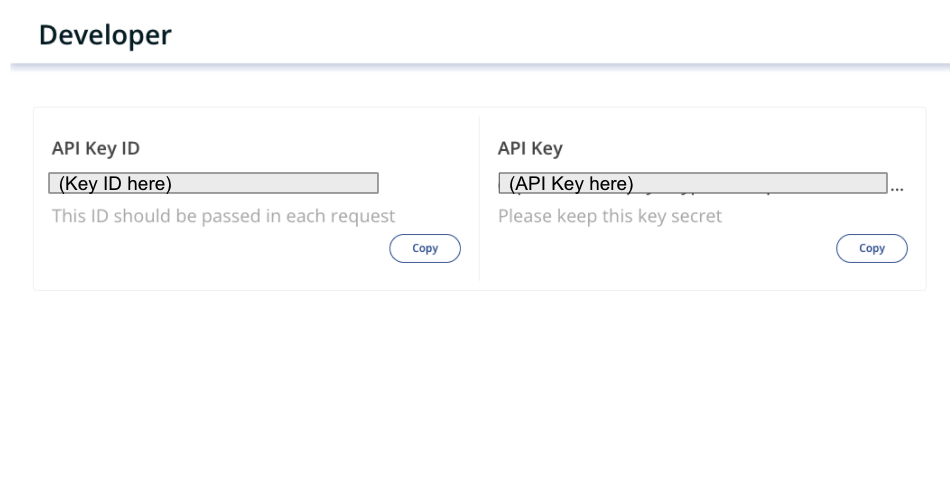 Developer
API Key ID
(Key ID here)
This ID should be passed in each request
Copy
API Key
(API Key here) ...
Please keep this key secret
Copy